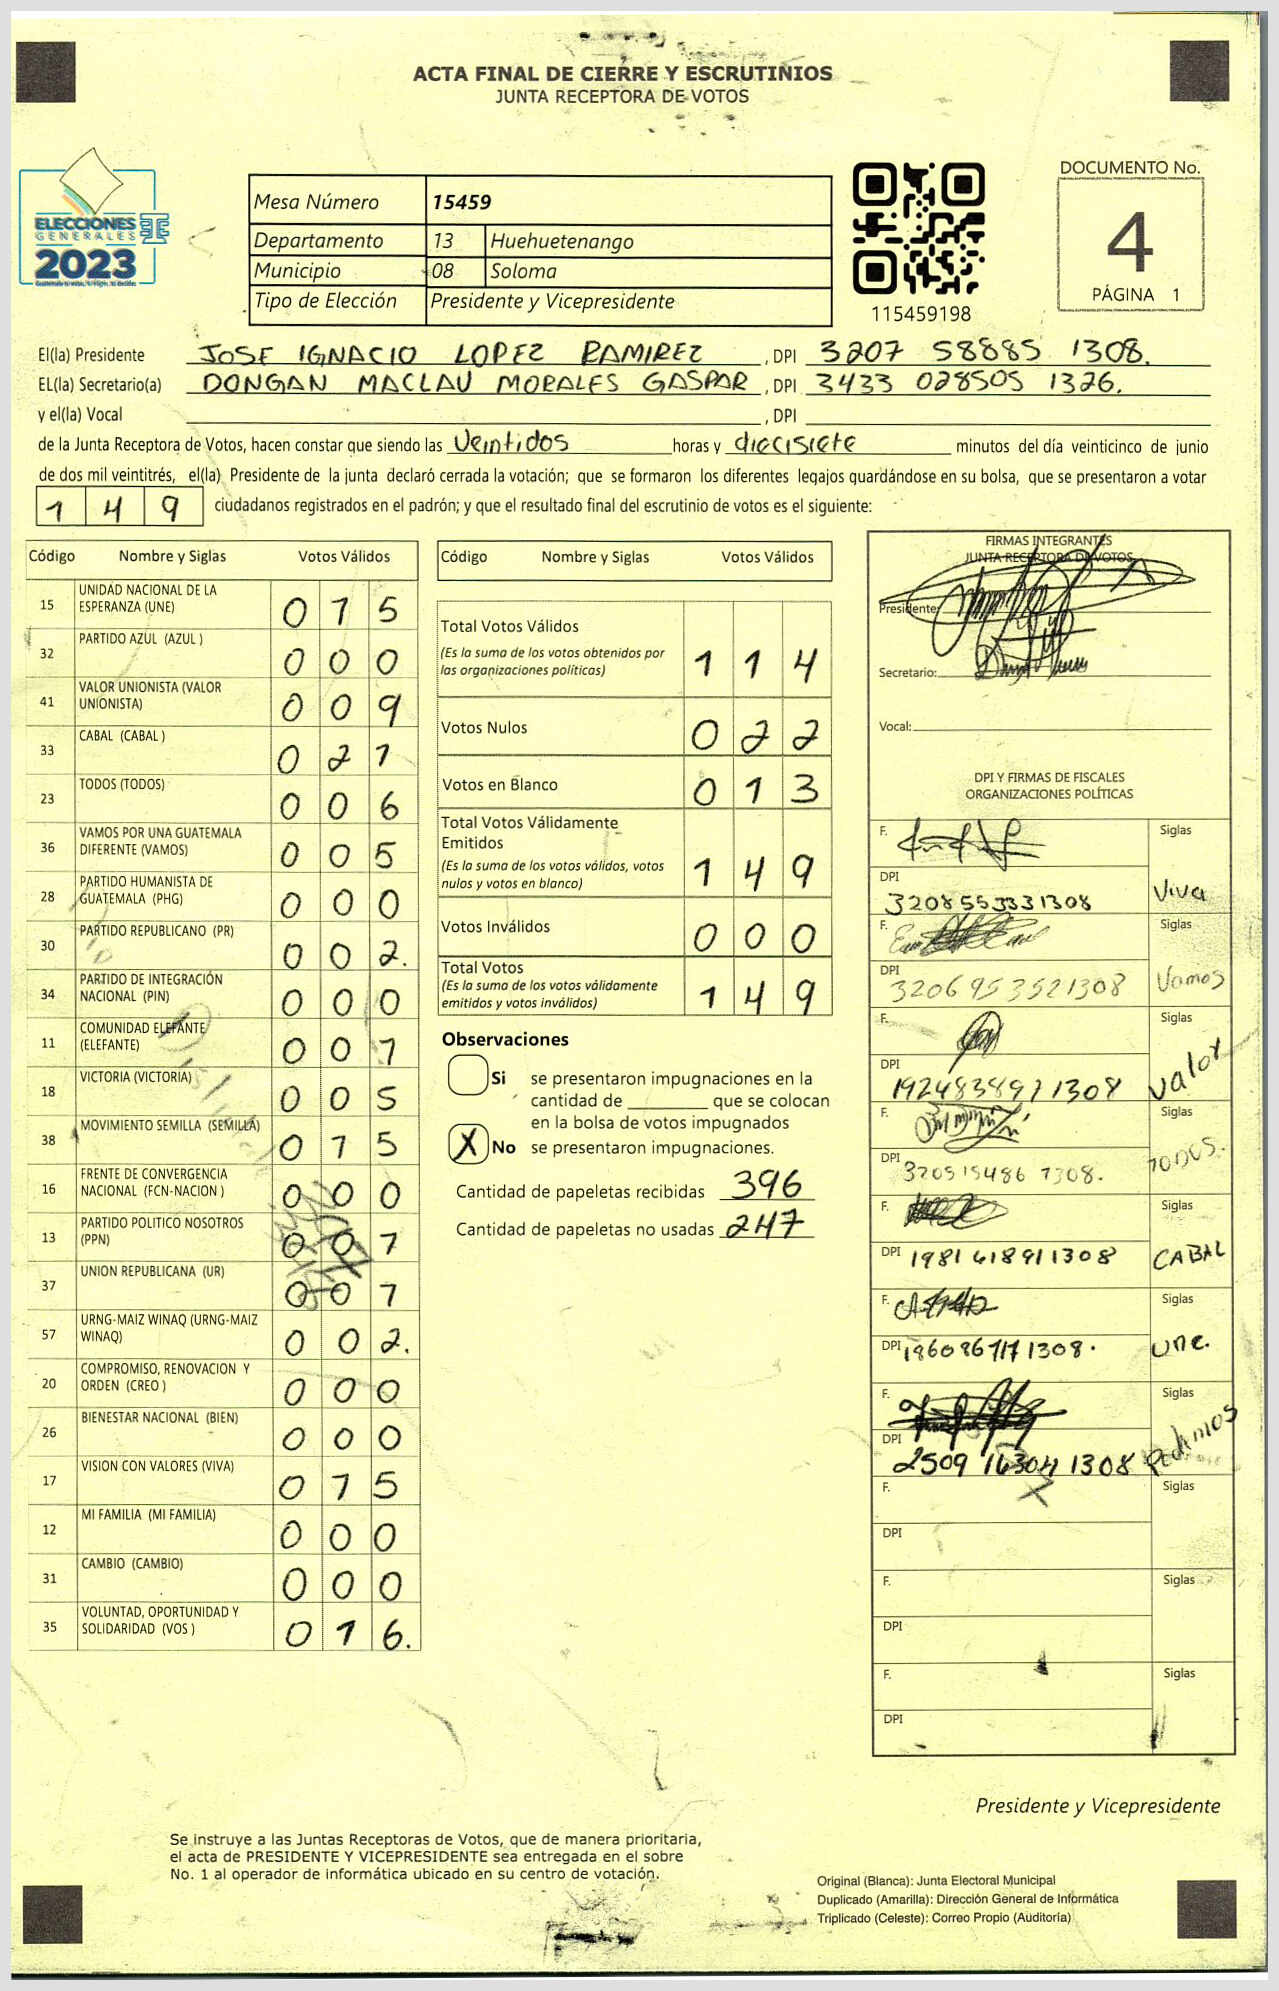 ACTA FINAL DE CIERRE Y ESCRUTINIOS
JUNTA RECEPTORA DE VOTOS
ELECCIONES
GENERALES
2023
Mesa Número 15459
Departamento 13 Huehuetenango
Municipio 08 Soloma
Tipo de Elección Presidente y Vicepresidente
115459198
DOCUMENTO No.
4
PÁGINA 1
El(la) Presidente JOSE IGNACIO LOPEZ RAMIREZ , DPI 3207 58885 1308.
EL(la) Secretario(a) DONGAN MACLAU MORALES GASPAR , DPI 3433 028505 1326.
y el(la) Vocal , DPI
de la Junta Receptora de Votos, hacen constar que siendo las Veintidos horas y diecisiete minutos del día veinticinco de junio
de dos mil veintitrés, el(la) Presidente de la junta declaró cerrada la votación; que se formaron los diferentes legajos guardándose en su bolsa, que se presentaron a votar
1 4 9 ciudadanos registrados en el padrón; y que el resultado final del escrutinio de votos es el siguiente:
Código Nombre y Siglas Votos Válidos
15 UNIDAD NACIONAL DE LA
ESPERANZA (UNE) 0 1 5
32 PARTIDO AZUL (AZUL ) 0 0 0
41 VALOR UNIONISTA (VALOR
UNIONISTA) 0 0 9
33 CABAL (CABAL ) 0 2 1
23 TODOS (TODOS) 0 0 6
36 VAMOS POR UNA GUATEMALA
DIFERENTE (VAMOS) 0 0 5
28 PARTIDO HUMANISTA DE
GUATEMALA (PHG) 0 0 0
30 PARTIDO REPUBLICANO (PR) 0 0 2.
34 PARTIDO DE INTEGRACIÓN
NACIONAL (PIN) 0 0 0
11 COMUNIDAD ELEFANTE
(ELEFANTE) 0 0 1
18 VICTORIA (VICTORIA) 0 0 5
38 MOVIMIENTO SEMILLA (SEMILLA) 0 1 5
16 FRENTE DE CONVERGENCIA
NACIONAL (FCN-NACION ) 0 0 0
13 PARTIDO POLITICO NOSOTROS
(PPN) 0 0 1
37 UNION REPUBLICANA (UR) 0 0 1
57 URNG-MAIZ WINAQ (URNG-MAIZ
WINAQ) 0 0 2.
20 COMPROMISO, RENOVACION Y
ORDEN (CREO ) 0 0 0
26 BIENESTAR NACIONAL (BIEN) 0 0 0
17 VISION CON VALORES (VIVA) 0 1 5
12 MI FAMILIA (MI FAMILIA) 0 0 0
31 CAMBIO (CAMBIO) 0 0 0
35 VOLUNTAD, OPORTUNIDAD Y
SOLIDARIDAD (VOS ) 0 1 6.
Código Nombre y Siglas Votos Válidos
Total Votos Válidos
(Es la suma de los votos obtenidos por
las organizaciones políticas) 1 1 4
Votos Nulos 0 2 2
Votos en Blanco 0 1 3
Total Votos Válidamente
Emitidos
(Es la suma de los votos válidos, votos
nulos y votos en blanco) 1 4 9
Votos Inválidos 0 0 0
Total Votos
(Es la suma de los votos válidamente
emitidos y votos inválidos) 1 4 9
Observaciones
Si se presentaron impugnaciones en la
cantidad de ________ que se colocan
en la bolsa de votos impugnados
X No se presentaron impugnaciones.
Cantidad de papeletas recibidas 396
Cantidad de papeletas no usadas 247
FIRMAS INTEGRANTES
JUNTA RECEPTORA DE VOTOS
Presidente:
Secretario:
Vocal:
DPI Y FIRMAS DE FISCALES
ORGANIZACIONES POLÍTICAS
F. Siglas
DPI 3208553331308 Viva
F. Siglas
DPI 3206953521308 Vamos
F. Siglas
DPI 1924838971308 Valor
F. Siglas
DPI 320515486 1308. TODOS.
F. Siglas
DPI 1981418911308 CABAL
F. Siglas
DPI 1860867171308. une.
F. Siglas
DPI 2509 16304 1308 Podemos
F. Siglas
DPI
F. Siglas
DPI
F. Siglas
DPI
Presidente y Vicepresidente
Se instruye a las Juntas Receptoras de Votos, que de manera prioritaria,
el acta de PRESIDENTE Y VICEPRESIDENTE sea entregada en el sobre
No. 1 al operador de informática ubicado en su centro de votación.
Original (Blanca): Junta Electoral Municipal
Duplicado (Amarilla): Dirección General de Informática
Triplicado (Celeste): Correo Propio (Auditoría)